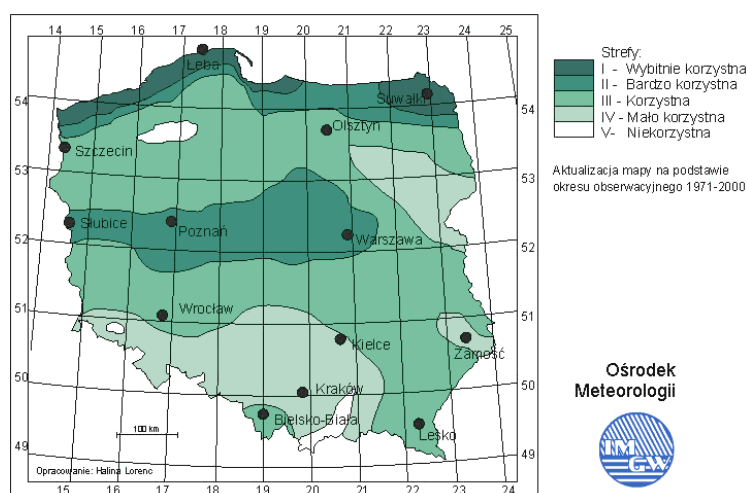 14 15 16 17 18 19 20 21 22 23 24 25
Łeba
Suwałki
54
54
Olsztyn
Szczecin
53
53
Słubice
Poznań
Warszawa
52
52
Wrocław
51
51
Kielce
Zamość
50
Kraków
50
Bielsko-Biała
Lesko
100 km
49
49
Opracowanie: Halina Lorenc
15 16 17 18 19 20 21 22 23 24
Strefy:
I - Wybitnie korzystna
II - Bardzo korzystna
III - Korzystna
IV - Mało korzystna
V- Niekorzystna
Aktualizacja mapy na podstawie
okresu obserwacyjnego 1971-2000
Ośrodek
Meteorologii
IM
GW